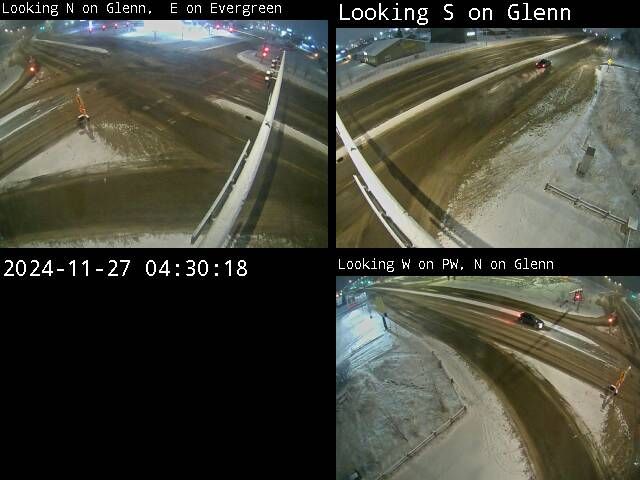 Looking N on Glenn,  E on Evergreen
Looking S on Glenn
2024-11-27 04:30:18
Looking W on PW, N on Glenn